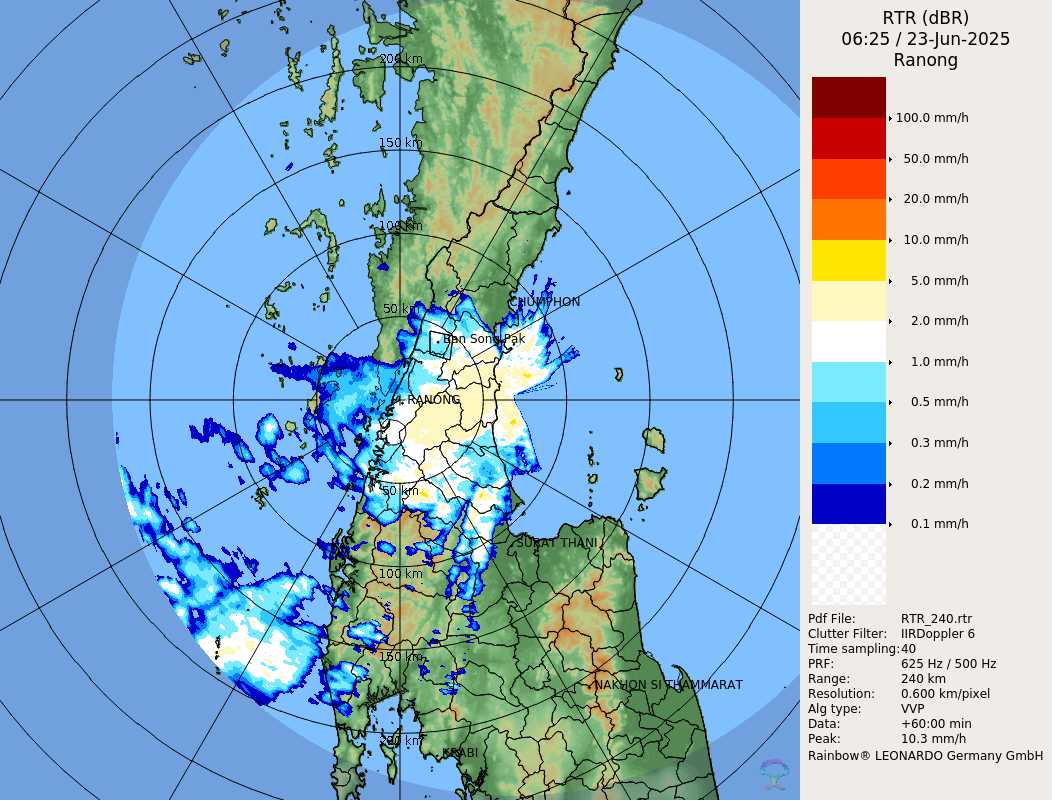 RTR (dBR)
06:25 / 23-Jun-2025
Ranong
100.0 mm/h
50.0 mm/h
20.0 mm/h
10.0 mm/h
5.0 mm/h
2.0 mm/h
1.0 mm/h
0.5 mm/h
0.3 mm/h
0.2 mm/h
0.1 mm/h
Pdf File: RTR_240.rtr
Clutter Filter: IIRDoppler 6
Time sampling: 40
PRF: 625 Hz / 500 Hz
Range: 240 km
Resolution: 0.600 km/pixel
Alg type: VVP
Data: +60:00 min
Peak: 10.3 mm/h
Rainbow® LEONARDO Germany GmbH
200 km
150 km
100 km
50 km
CHUMPHON
Ban Song Pak
RANONG
50 km
SURAT THANI
100 km
150 km
NAKHON SI THAMMARAT
200 km
KRABI